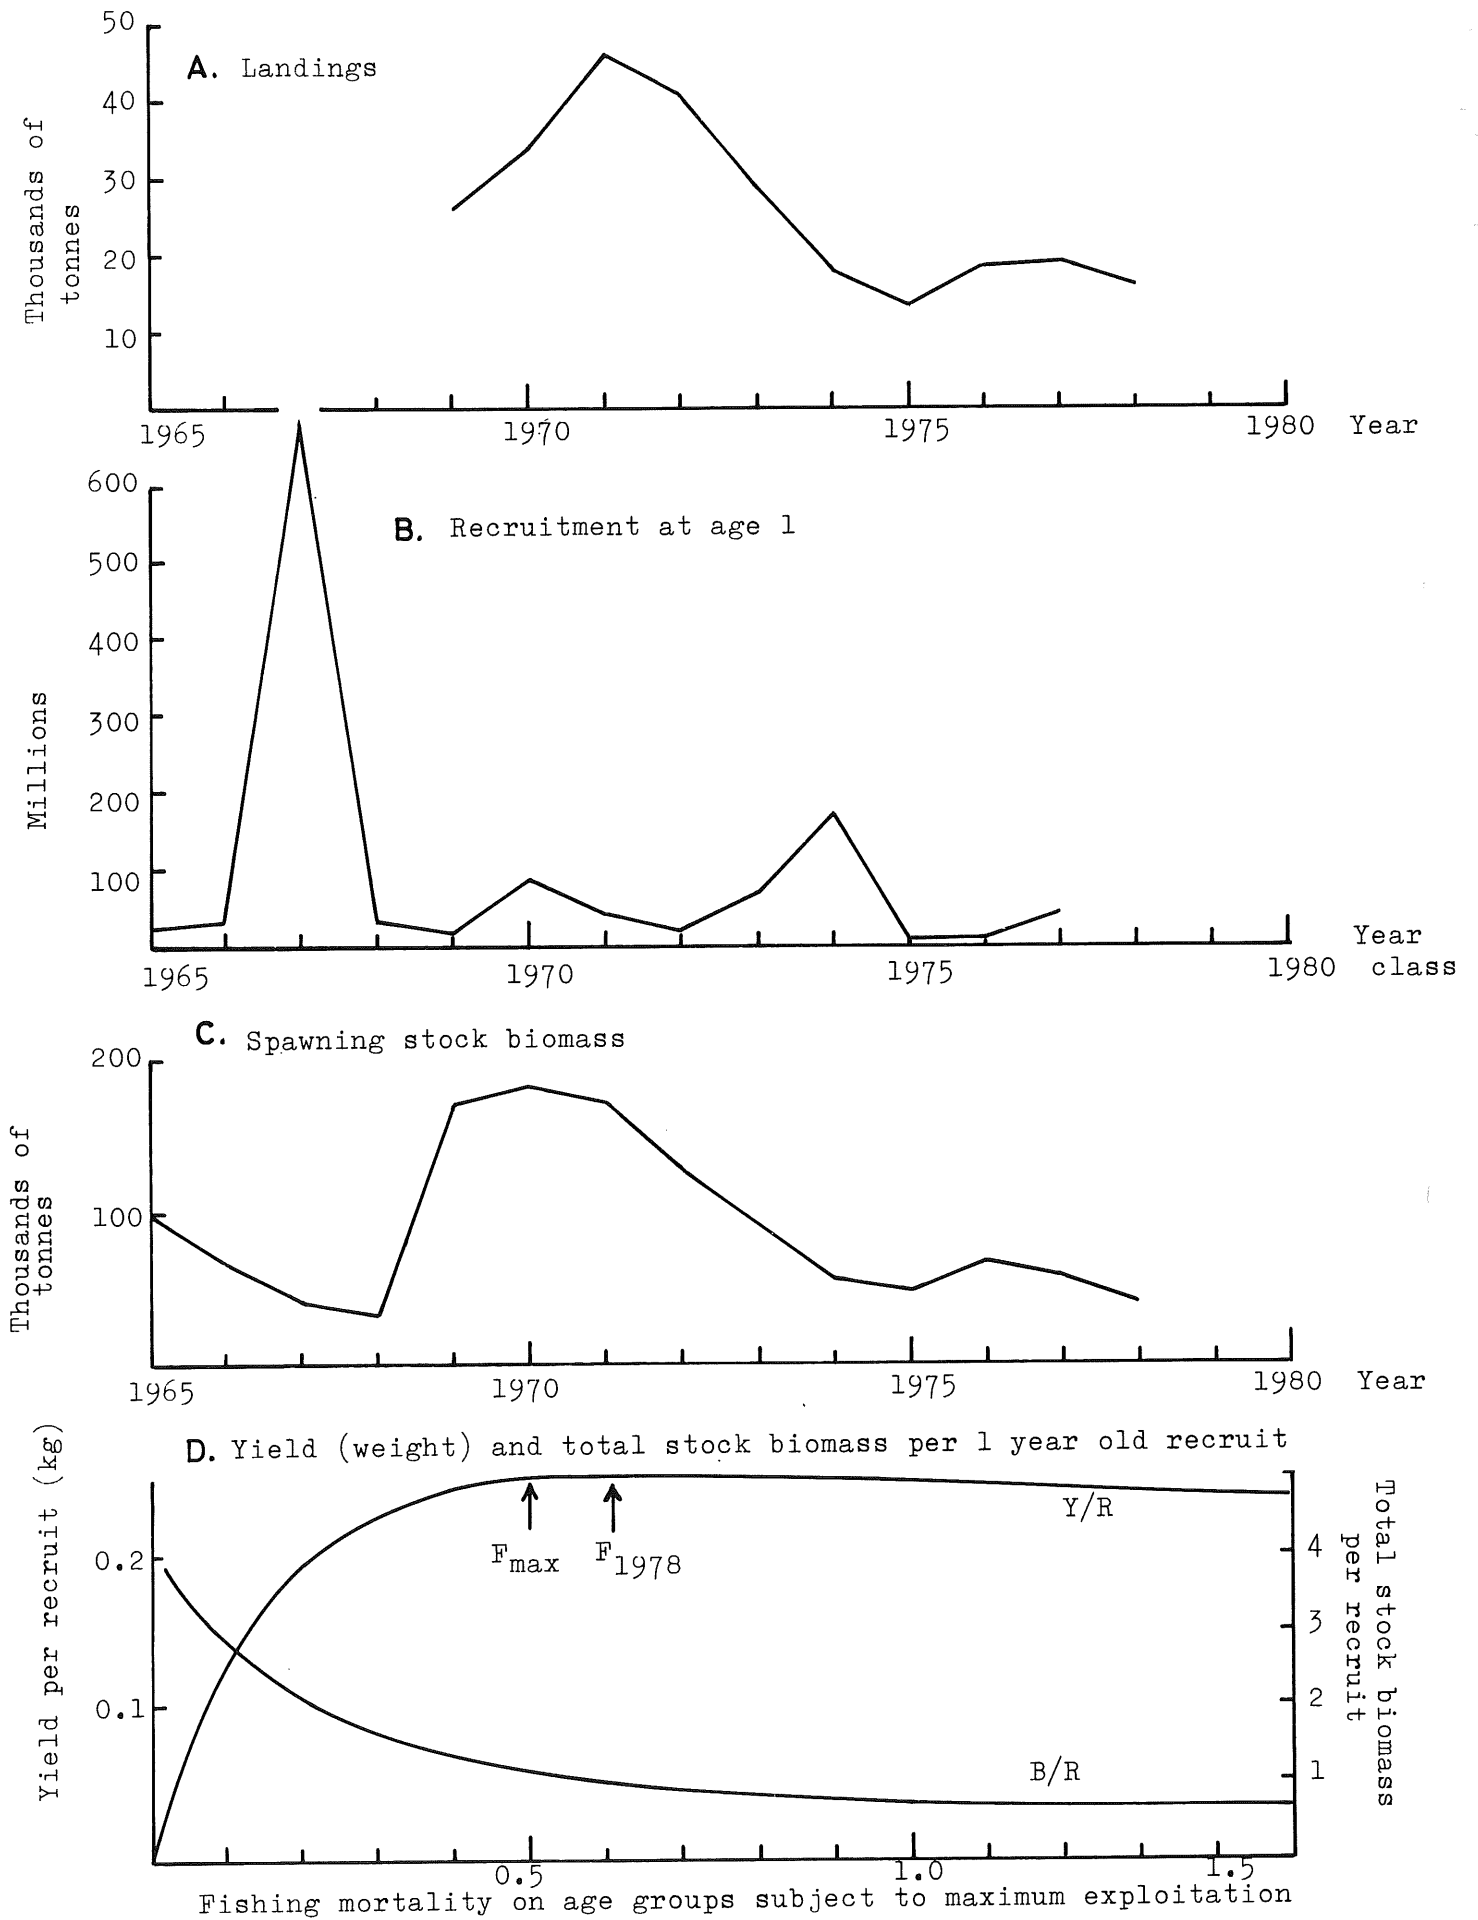 50
A. Landings
40
30
20
10
Thousands of
tonnes
1965
1970
1975
1980
Year
600
B. Recruitment at age 1
500
400
300
200
100
Millions
1965
1970
1975
1980
Year
class
C. Spawning stock biomass
200
100
Thousands of
tonnes
1965
1970
1975
1980
Year
D. Yield (weight) and total stock biomass per 1 year old recruit
Yield per recruit (kg)
0.2
0.1
Y/R
Fmax
F1978
B/R
4
3
2
1
Total stock biomass
per recruit
0.5
1.0
1.5
Fishing mortality on age groups subject to maximum exploitation